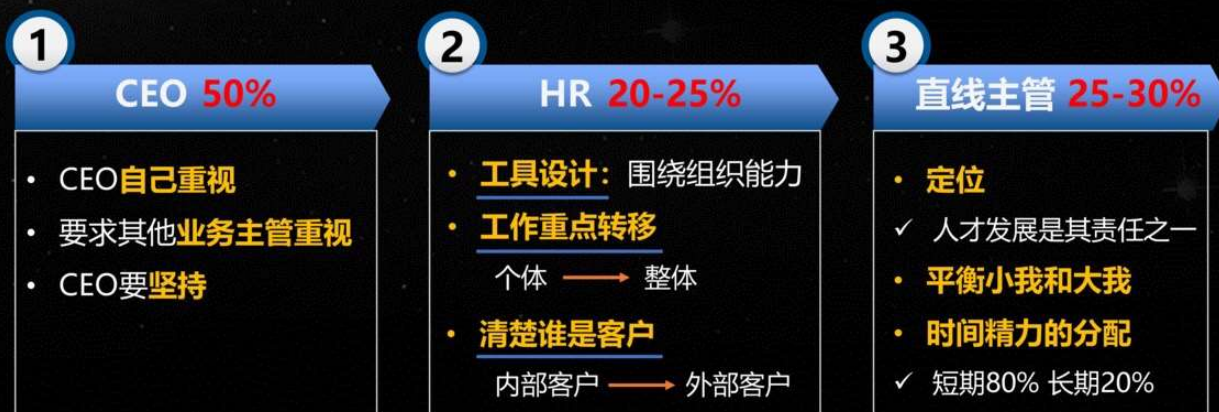 1
CEO 50%
• CEO自己重视
• 要求其他业务主管重视
• CEO要坚持
2
HR 20-25%
• 工具设计：围绕组织能力
• 工作重点转移
个体 → 整体
• 清楚谁是客户
内部客户 → 外部客户
3
直线主管 25-30%
• 定位
✓ 人才发展是其责任之一
• 平衡小我和大我
• 时间精力的分配
✓ 短期80% 长期20%